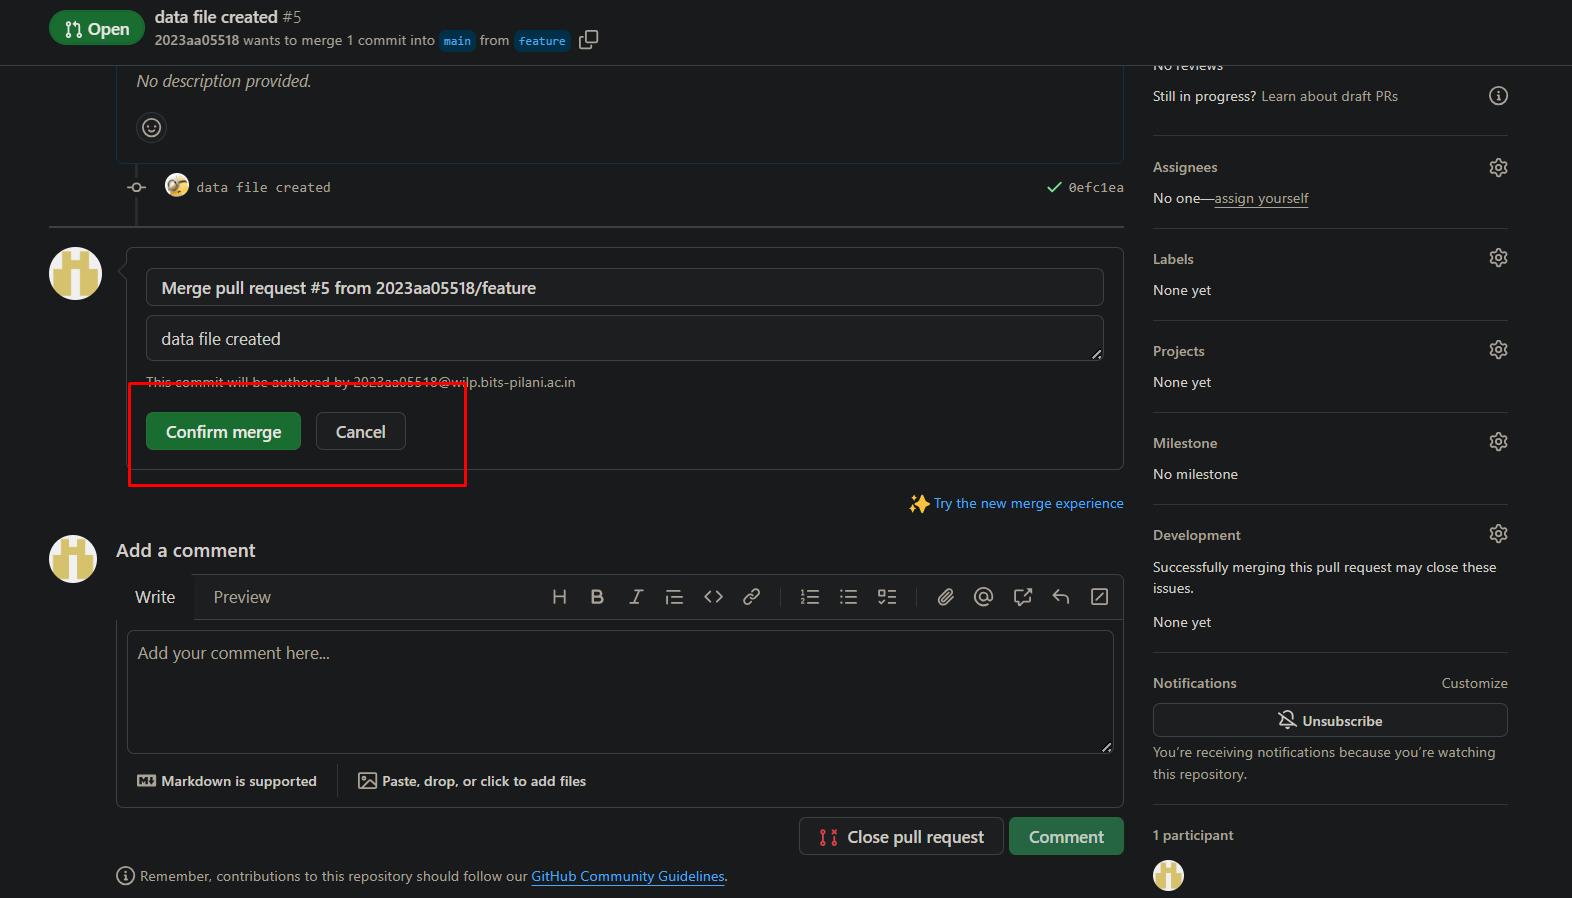 Open
data file created #5
2023aa05518 wants to merge 1 commit into main from feature
No description provided.
data file created
0efc1ea
Merge pull request #5 from 2023aa05518/feature
data file created
This commit will be authored by 2023aa05518@wilp.bits-pilani.ac.in
Confirm merge
Cancel
Try the new merge experience
Add a comment
Write
Preview
Add your comment here...
Markdown is supported
Paste, drop, or click to add files
Close pull request
Comment
Remember, contributions to this repository should follow our GitHub Community Guidelines.
No reviews
Still in progress? Learn about draft PRs
Assignees
No one—assign yourself
Labels
None yet
Projects
None yet
Milestone
No milestone
Development
Successfully merging this pull request may close these
issues.
None yet
Notifications
Customize
Unsubscribe
You’re receiving notifications because you’re watching
this repository.
1 participant